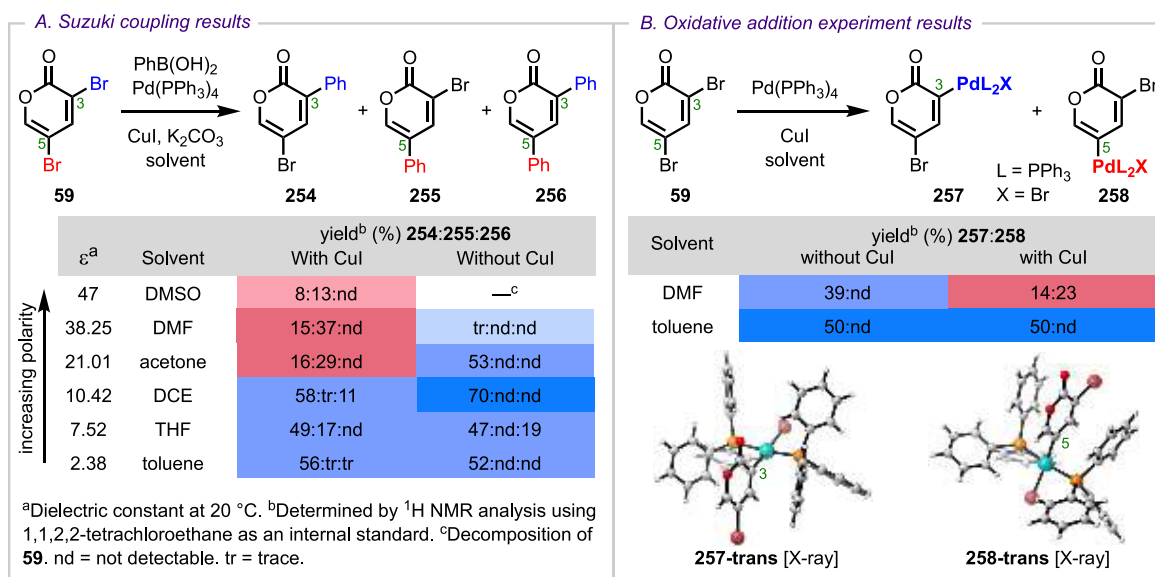 A. Suzuki coupling results
O
O
Br
3
5
Br
59
PhB(OH)2
Pd(PPh3)4
CuI, K2CO3
solvent
O
O
Ph
3
Br
254
+
O
O
Br
5
Ph
255
+
O
O
Ph
3
5
Ph
256
yieldᵇ (%) 254:255:256
εᵃ Solvent With CuI Without CuI
47 DMSO 8:13:nd —ᶜ
38.25 DMF 15:37:nd tr:nd:nd
21.01 acetone 16:29:nd 53:nd:nd
10.42 DCE 58:tr:11 70:nd:nd
7.52 THF 49:17:nd 47:nd:19
2.38 toluene 56:tr:tr 52:nd:nd
increasing polarity
ᵃDielectric constant at 20 °C. ᵇDetermined by ¹H NMR analysis using
1,1,2,2-tetrachloroethane as an internal standard. ᶜDecomposition of
59. nd = not detectable. tr = trace.
B. Oxidative addition experiment results
O
O
Br
3
5
Br
59
Pd(PPh3)4
CuI
solvent
O
O
PdL2X
3
Br
257
+
L = PPh3
X = Br
O
O
Br
5
PdL2X
258
yieldᵇ (%) 257:258
Solvent without CuI with CuI
DMF 39:nd 14:23
toluene 50:nd 50:nd
3
5
257-trans [X-ray]
258-trans [X-ray]